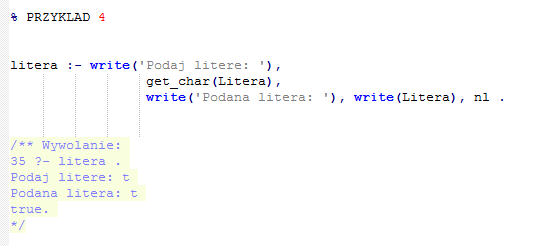 % PRZYKLAD 4
litera :- write('Podaj litere: '),
get_char(Litera),
write('Podana litera: '), write(Litera), nl .
/** Wywolanie:
35 ?- litera .
Podaj litere: t
Podana litera: t
true.
*/